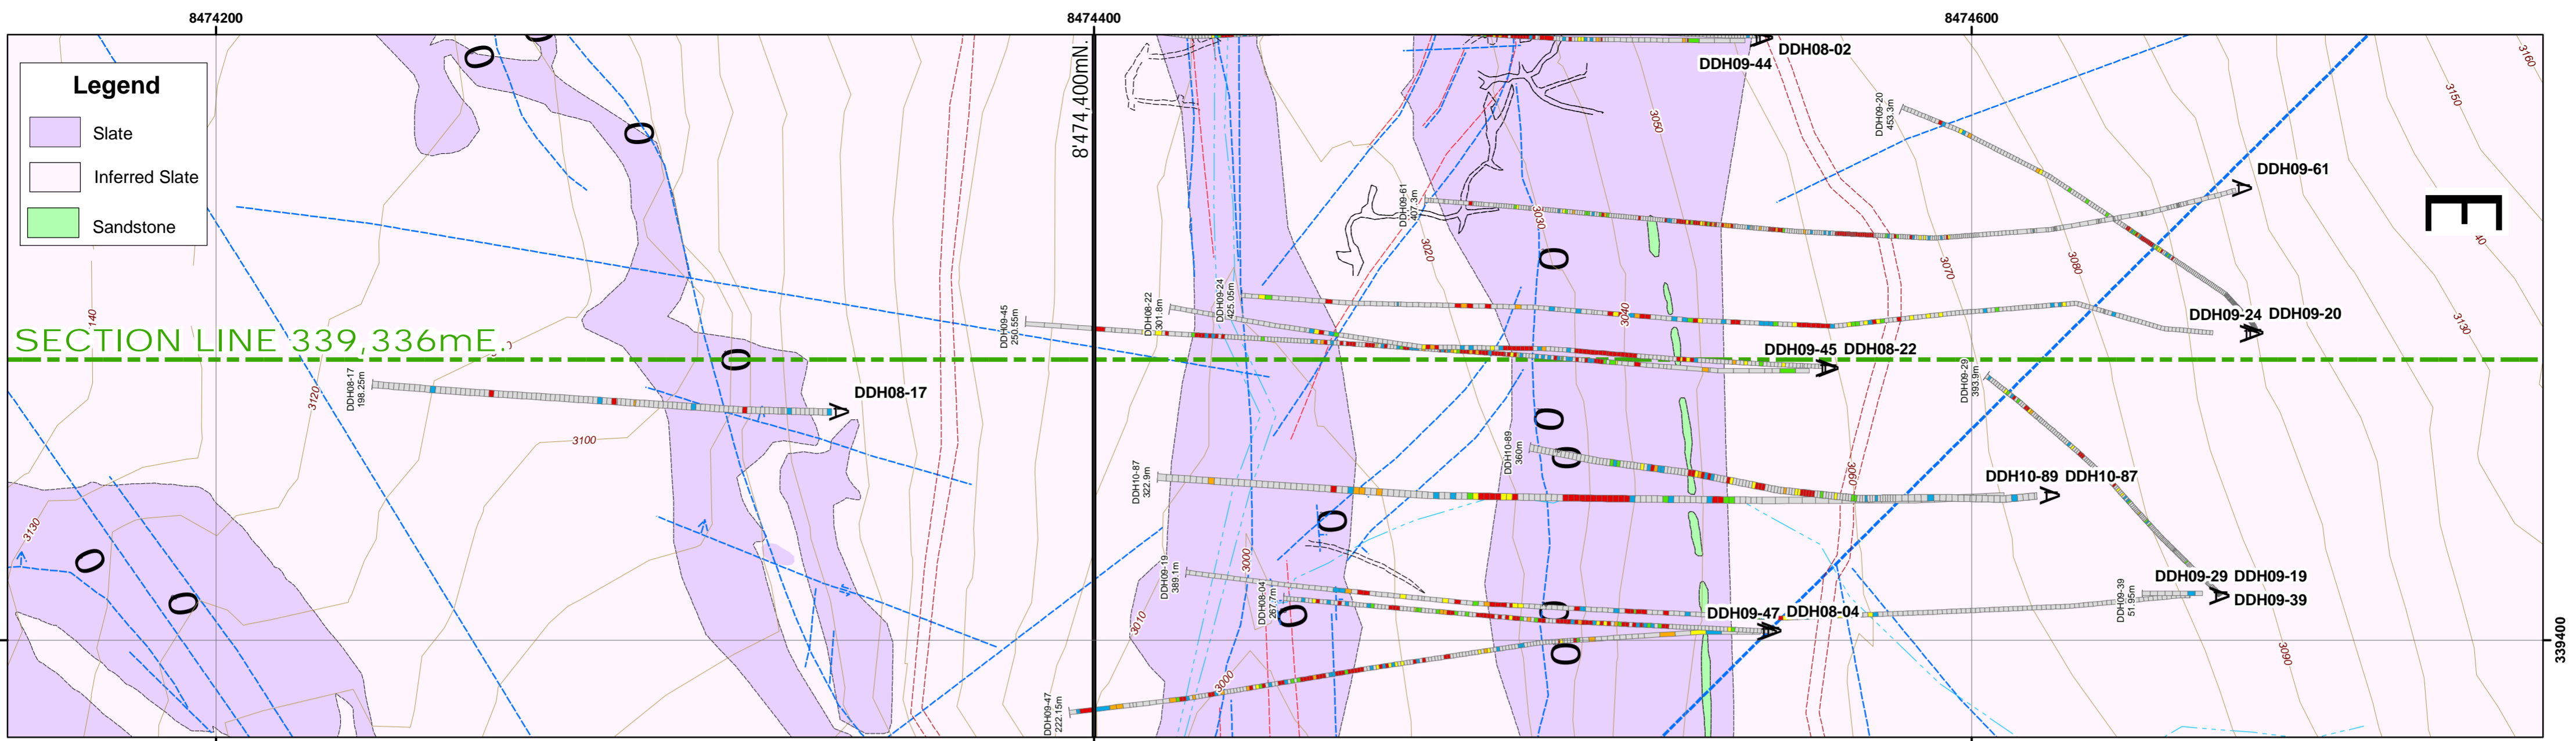 8474200
8474400
8474600
Legend
Slate
Inferred Slate
Sandstone
8'474,400mN.
DDH08-02
DDH09-44
DDH09-20
453.3m
3050
3160
3150
DDH09-61
DDH09-61
407.3m
3030
3020
E
40
3070
3080
3130
140
DDH09-45
250.55m
DDH08-22
301.8m
DDH09-24
425.05m
3040
DDH09-24 DDH09-20
SECTION LINE 339,336mE.
DDH09-45 DDH08-22
DDH09-29
393.9m
3120
DDH08-17
198.25m
DDH08-17
3100
DDH10-87
322.9m
DDH10-89
360m
3060
DDH10-89 DDH10-87
3130
3000
DDH09-19
389.1m
DDH08-04
267.7m
3010
DDH09-47 DDH08-04
DDH09-39
51.95m
DDH09-29 DDH09-19
DDH09-39
339400
3090
3000
DDH09-47
222.15m